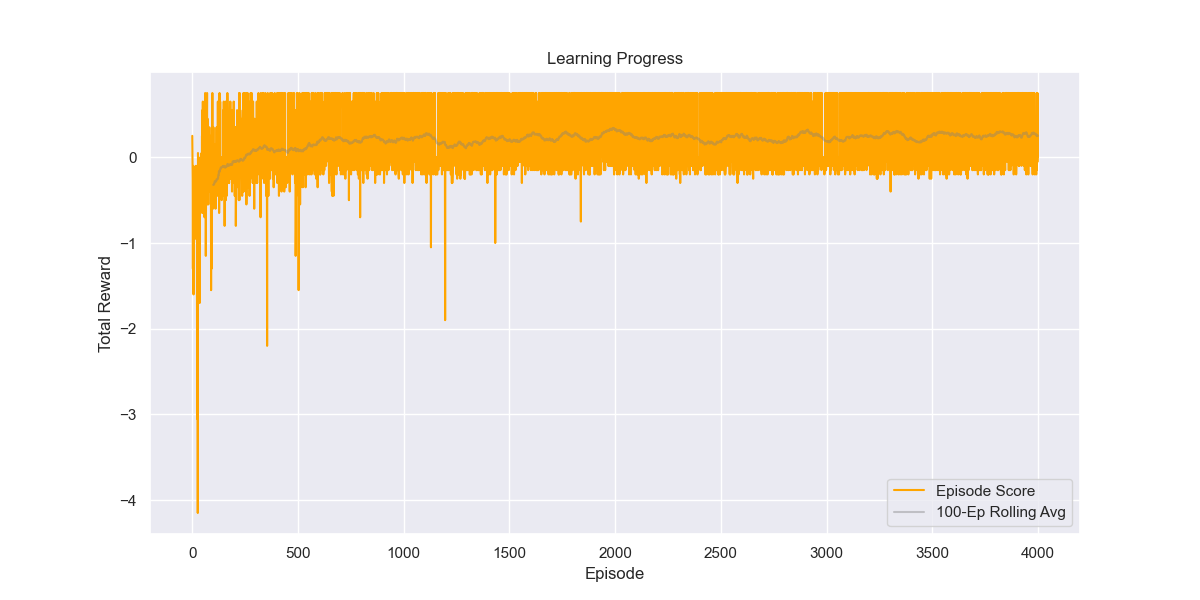 Learning Progress
Total Reward
0
−1
−2
−3
−4
Episode Score
100-Ep Rolling Avg
0 500 1000 1500 2000 2500 3000 3500 4000
Episode